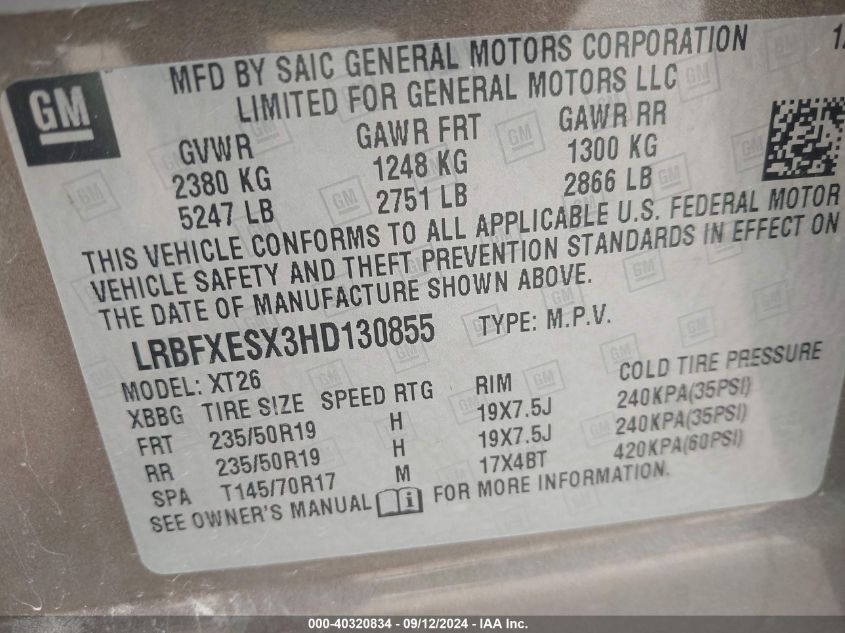 GM
MFD BY SAIC GENERAL MOTORS CORPORATION
LIMITED FOR GENERAL MOTORS LLC
GVWR GAWR FRT GAWR RR
2380 KG 1248 KG 1300 KG
5247 LB 2751 LB 2866 LB
THIS VEHICLE CONFORMS TO ALL APPLICABLE U.S. FEDERAL MOTOR
VEHICLE SAFETY AND THEFT PREVENTION STANDARDS IN EFFECT ON
THE DATE OF MANUFACTURE SHOWN ABOVE.
LRBFXESX3HD130855 TYPE: M.P.V.
MODEL: XT26
XBBG TIRE SIZE SPEED RTG RIM COLD TIRE PRESSURE
FRT 235/50R19 H 19X7.5J 240KPA(35PSI)
RR 235/50R19 H 19X7.5J 240KPA(35PSI)
SPA T145/70R17 M 17X4BT 420KPA(60PSI)
SEE OWNER'S MANUAL i FOR MORE INFORMATION.
000-40320834 - 09/12/2024 - IAA Inc.